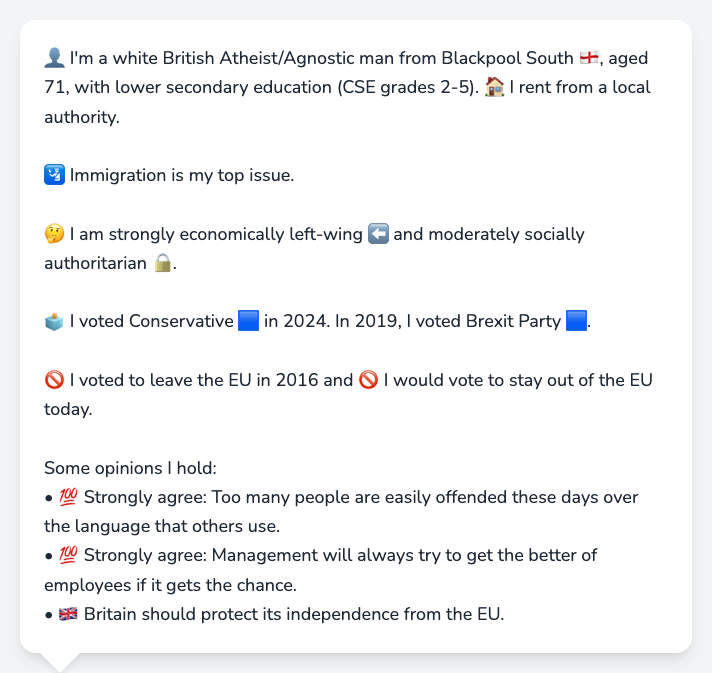 👤 I'm a white British Atheist/Agnostic man from Blackpool South 🏴󠁧󠁢󠁥󠁮󠁧󠁿, aged
71, with lower secondary education (CSE grades 2-5). 🏠 I rent from a local
authority.
🛂 Immigration is my top issue.
🤔 I am strongly economically left-wing ⬅️ and moderately socially
authoritarian 🔒.
🗳️ I voted Conservative 🟦 in 2024. In 2019, I voted Brexit Party 🟦.
🚫 I voted to leave the EU in 2016 and 🚫 I would vote to stay out of the EU
today.
Some opinions I hold:
• 💯 Strongly agree: Too many people are easily offended these days over
the language that others use.
• 💯 Strongly agree: Management will always try to get the better of
employees if it gets the chance.
• 🇬🇧 Britain should protect its independence from the EU.